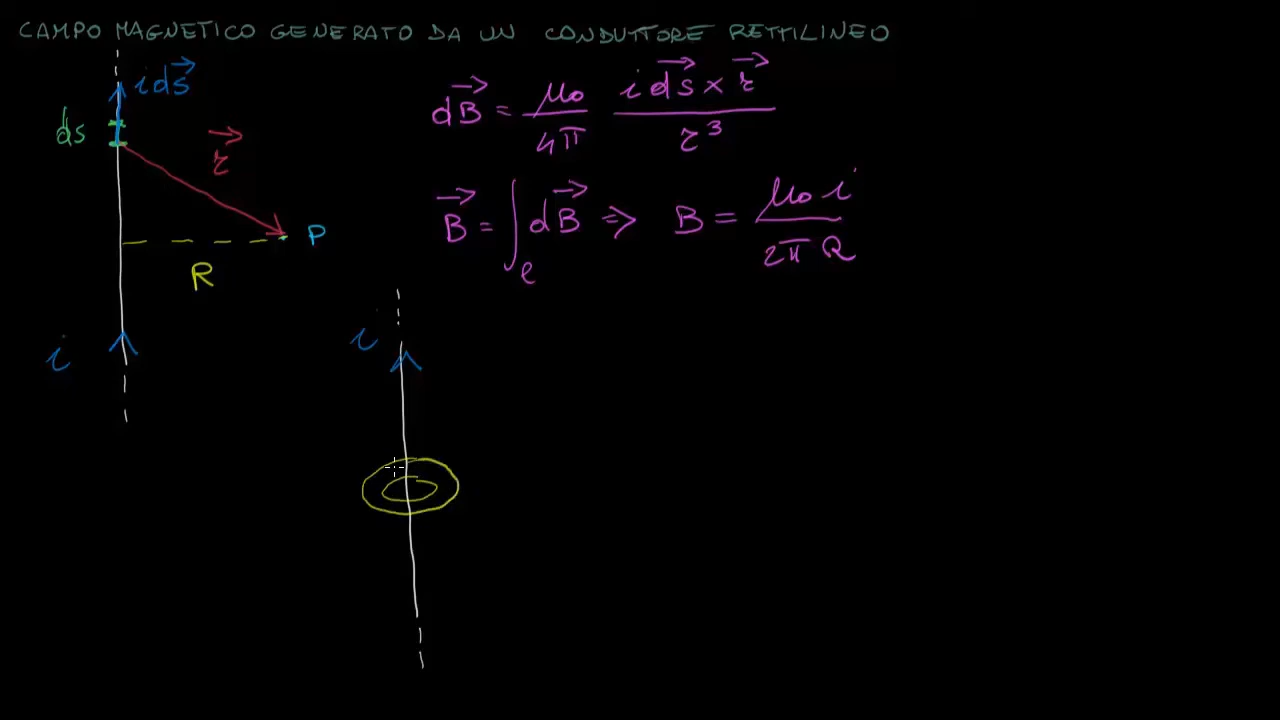 CAMPO MAGNETICO GENERATO DA UN CONDUTTORE RETTILINEO
i ds→
ds
r→
P
R
i
dB→ = μ₀/4π i ds→ × r→/r³
B→ = ∫ₗ dB→ ⇒ B = μ₀ i/2π R
i